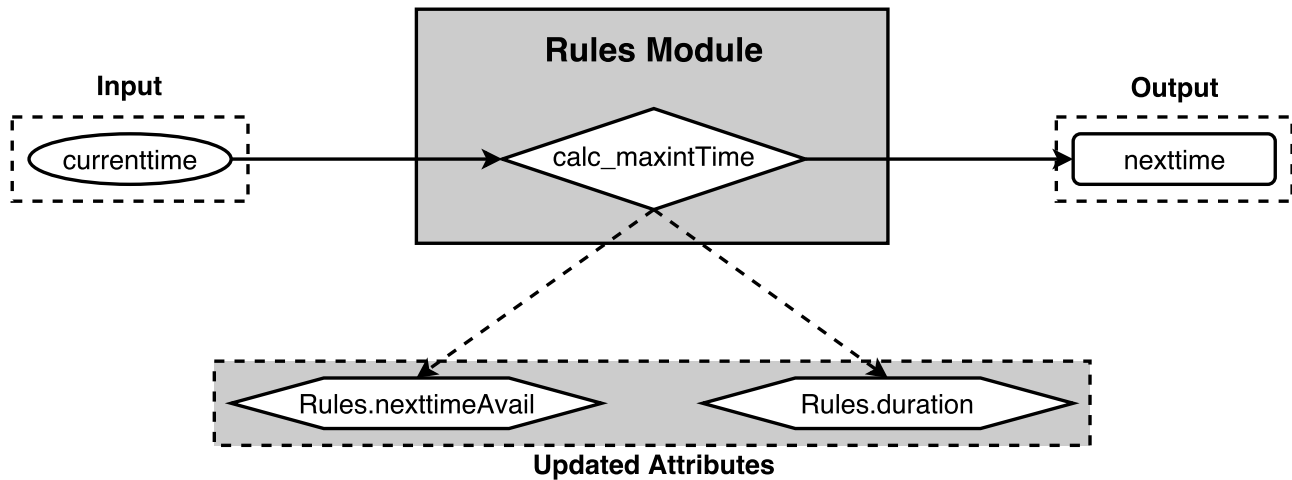 Rules Module
Input
Output
currenttime
calc_maxintTime
nexttime
Rules.nexttimeAvail
Rules.duration
Updated Attributes